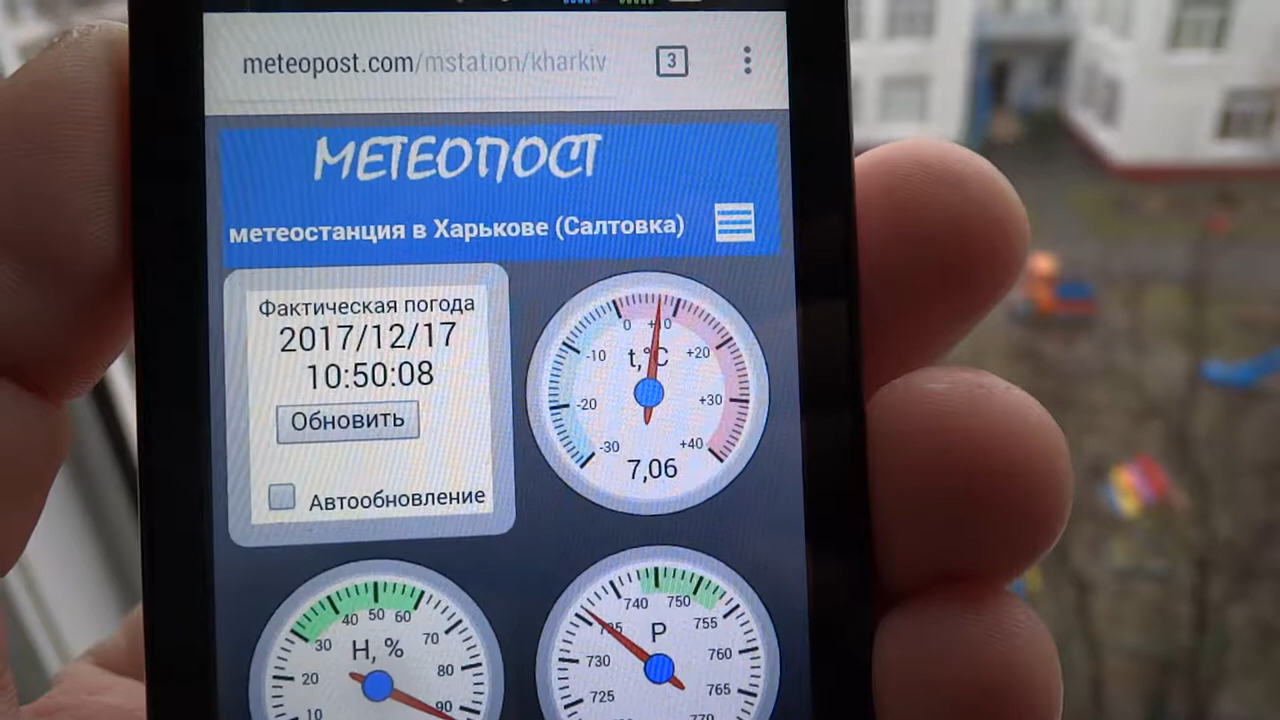 meteopost.com/mstation/kharkiv
3
МЕТЕОПОСТ
метеостанция в Харькове (Салтовка)
Фактическая погода
2017/12/17
10:50:08
Обновить
Автообновление
0 +10
-10 +20
t,°C
-20 +30
-30 +40
7,06
30 40 50 60 70
H, %
20 80
10 90
735 740 750 755
P
730 760
725 765
770